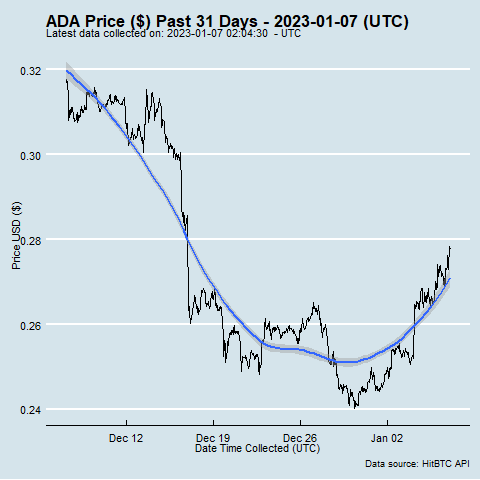 ADA Price ($) Past 31 Days - 2023-01-07 (UTC)
Latest data collected on: 2023-01-07 02:04:30 - UTC
0.32
0.30
0.28
0.26
0.24
Price USD ($)
Dec 12 Dec 19 Dec 26 Jan 02
Date Time Collected (UTC)
Data source: HitBTC API